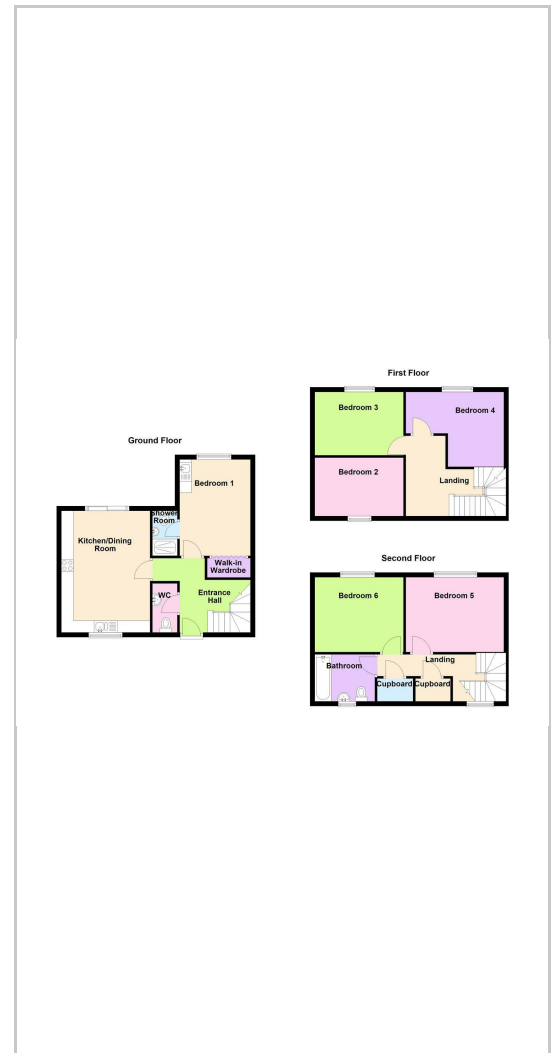 Ground Floor
Bedroom 1
Shower
Room
Kitchen/Dining
Room
Walk-in
Wardrobe
WC
Entrance
Hall
First Floor
Bedroom 3
Bedroom 4
Bedroom 2
Landing
Second Floor
Bedroom 6
Bedroom 5
Bathroom
Landing
Cupboard
Cupboard